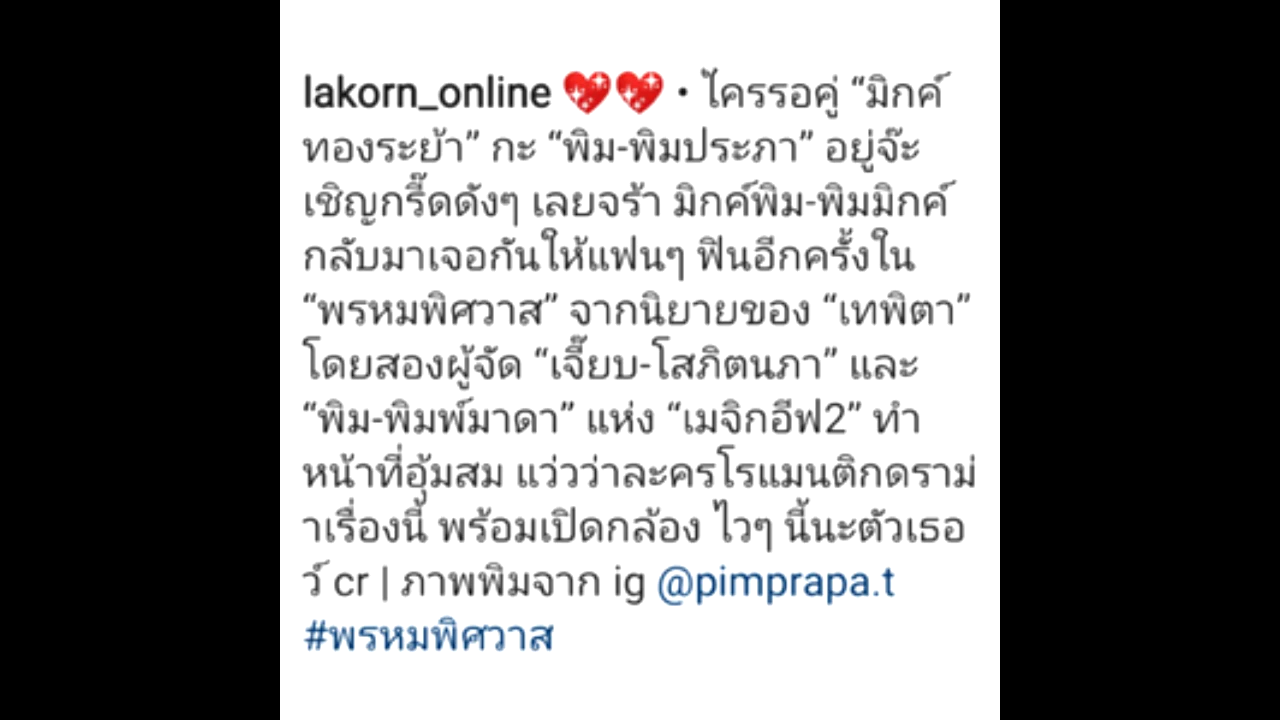 lakorn_online 💖💖 • ใครรอคู่ “มิกค์
ทองระย้า” กะ “พิม-พิมประภา” อยู่จ๊ะ
เชิญกรี๊ดดังๆ เลยจร้า มิกค์พิม-พิมมิกค์
กลับมาเจอกันให้แฟนๆ ฟินอีกครั้งใน
“พรหมพิศวาส” จากนิยายของ “เทพิตา”
โดยสองผู้จัด “เจี๊ยบ-โสภิตนภา” และ
“พิม-พิมพ์มาดา” แห่ง “เมจิกอีฟ2” ทำ
หน้าที่อุ้มสม แว่วว่าละครโรแมนติกดราม่
าเรื่องนี้ พร้อมเปิดกล้อง ไวๆ นี้นะตัวเธอ
ว์ cr | ภาพพิมจาก ig @pimprapa.t
#พรหมพิศวาส